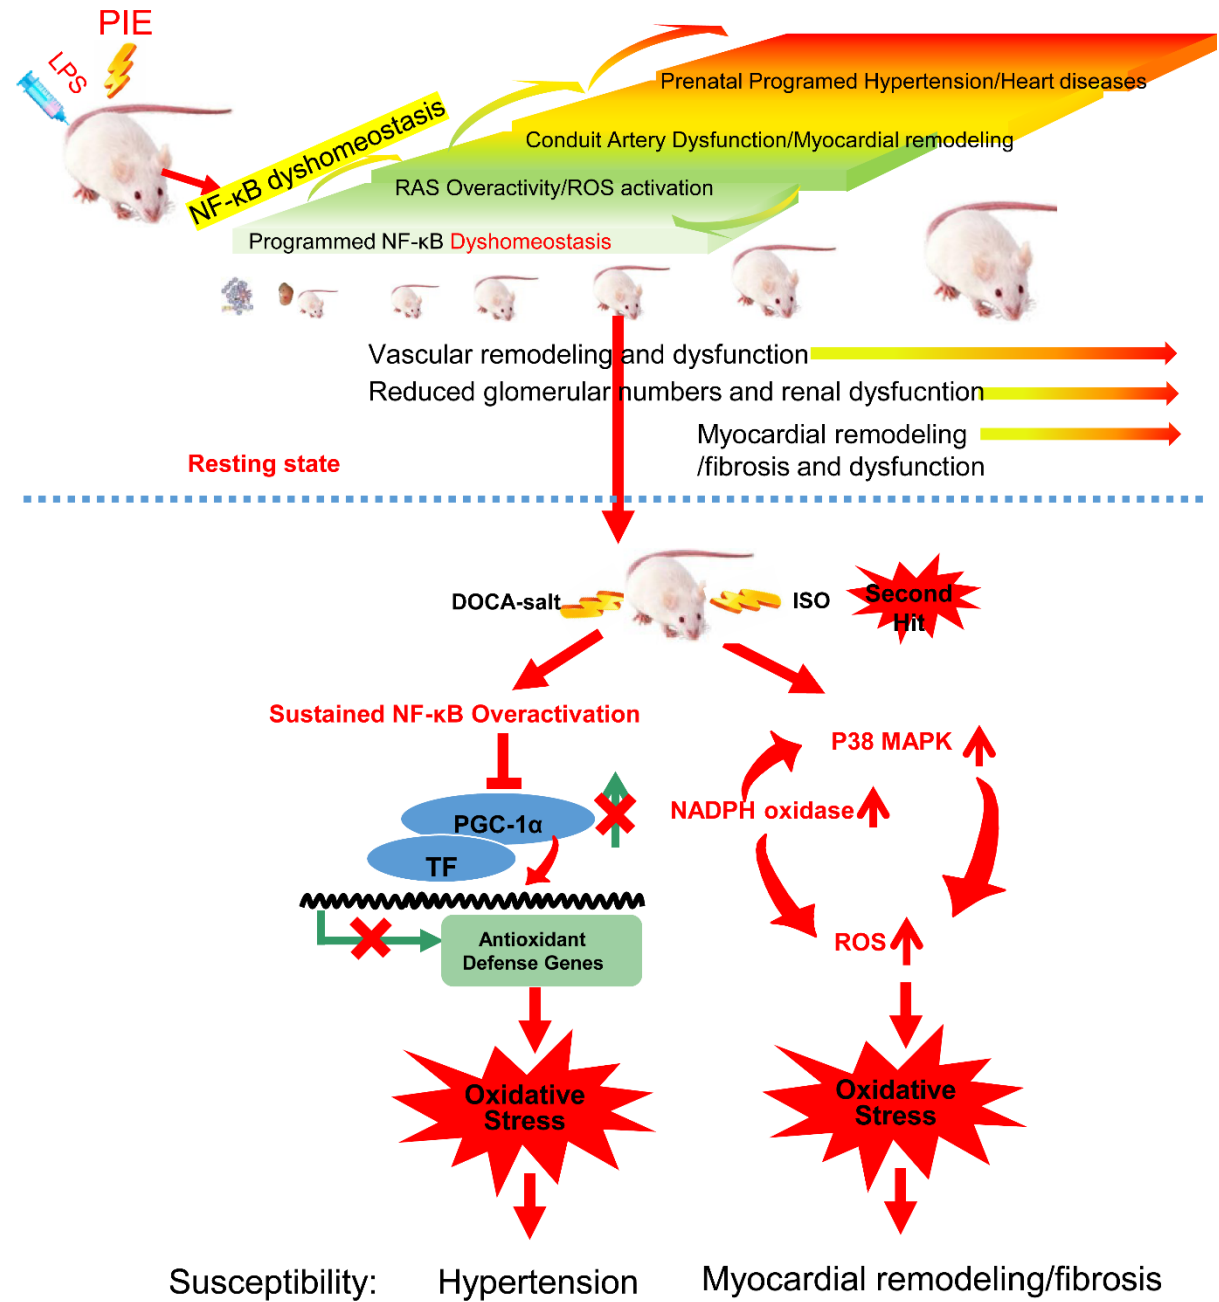 PIE
LPS
NF-κB dyshomeostasis
Prenatal Programed Hypertension/Heart diseases
Conduit Artery Dysfunction/Myocardial remodeling
RAS Overactivity/ROS activation
Programmed NF-κB Dyshomeostasis
Vascular remodeling and dysfunction
Reduced glomerular numbers and renal dysfucntion
Myocardial remodeling
/fibrosis and dysfunction
Resting state
DOCA-salt
ISO
Second
Hit
Sustained NF-κB Overactivation
P38 MAPK
NADPH oxidase
PGC-1α
TF
ROS
Antioxidant
Defense Genes
Oxidative
Stress
Oxidative
Stress
Susceptibility: Hypertension Myocardial remodeling/fibrosis